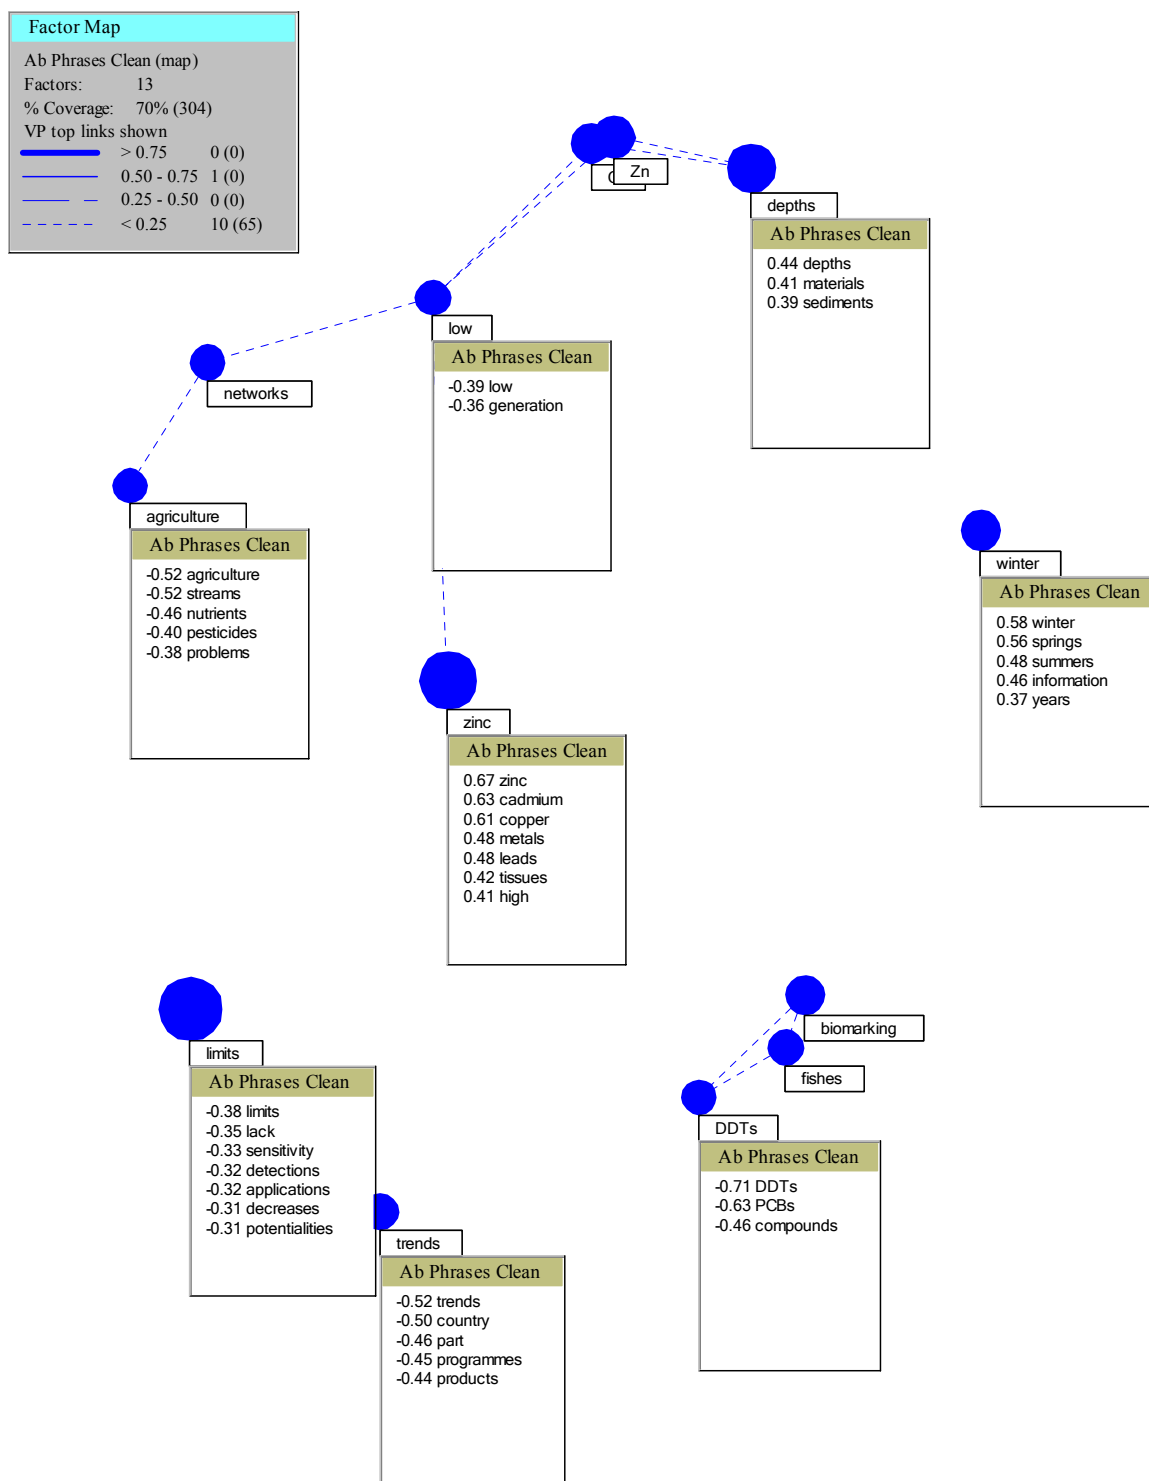 Factor Map
Ab Phrases Clean (map)
Factors: 13
% Coverage: 70% (304)
VP top links shown
> 0.75 0 (0)
0.50 - 0.75 1 (0)
0.25 - 0.50 0 (0)
< 0.25 10 (65)
Zn
depths
Ab Phrases Clean
0.44 depths
0.41 materials
0.39 sediments
low
Ab Phrases Clean
-0.39 low
-0.36 generation
networks
agriculture
Ab Phrases Clean
-0.52 agriculture
-0.52 streams
-0.46 nutrients
-0.40 pesticides
-0.38 problems
winter
Ab Phrases Clean
0.58 winter
0.56 springs
0.48 summers
0.46 information
0.37 years
zinc
Ab Phrases Clean
0.67 zinc
0.63 cadmium
0.61 copper
0.48 metals
0.48 leads
0.42 tissues
0.41 high
limits
Ab Phrases Clean
-0.38 limits
-0.35 lack
-0.33 sensitivity
-0.32 detections
-0.32 applications
-0.31 decreases
-0.31 potentialities
biomarking
fishes
DDTs
Ab Phrases Clean
-0.71 DDTs
-0.63 PCBs
-0.46 compounds
trends
Ab Phrases Clean
-0.52 trends
-0.50 country
-0.46 part
-0.45 programmes
-0.44 products